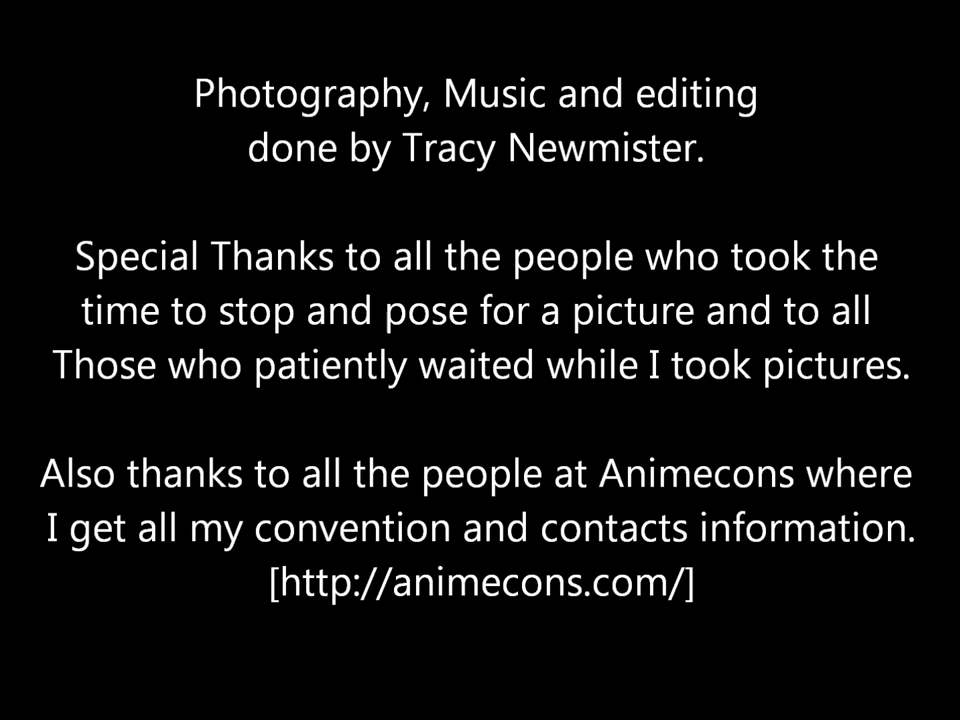 Photography, Music and editing
done by Tracy Newmister.
Special Thanks to all the people who took the
time to stop and pose for a picture and to all
Those who patiently waited while I took pictures.
Also thanks to all the people at Animecons where
I get all my convention and contacts information.
[http://animecons.com/]